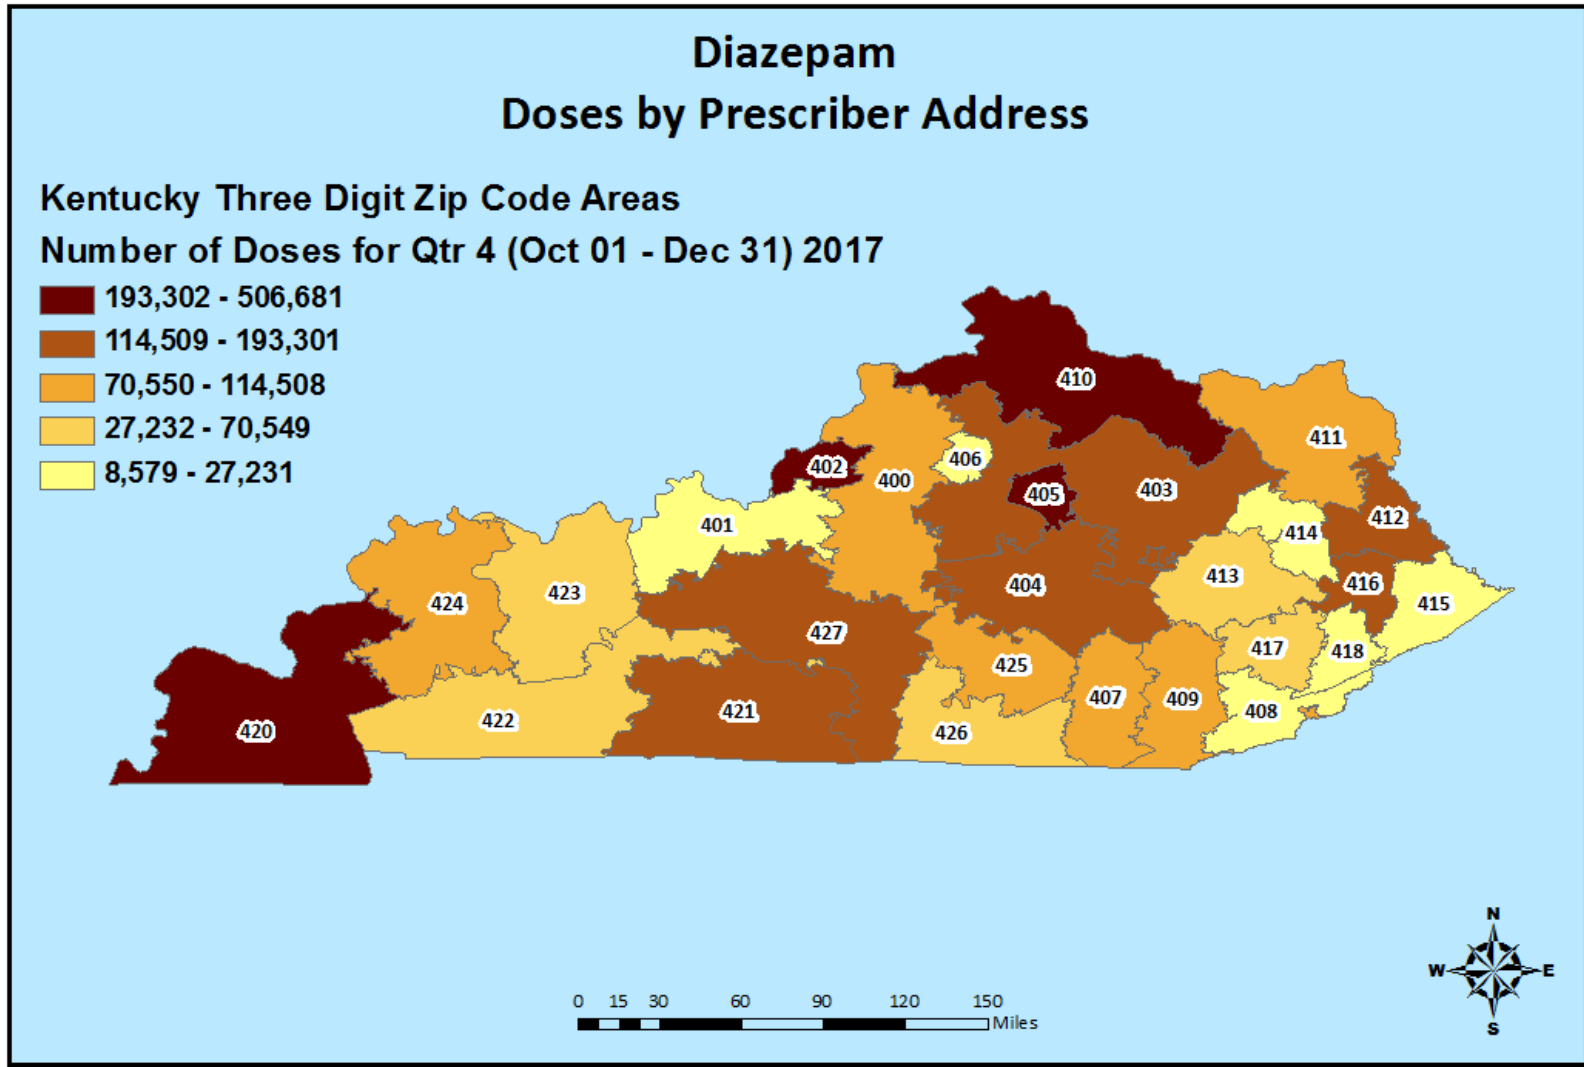 Diazepam
Doses by Prescriber Address
Kentucky Three Digit Zip Code Areas
Number of Doses for Qtr 4 (Oct 01 - Dec 31) 2017
193,302 - 506,681
114,509 - 193,301
70,550 - 114,508
27,232 - 70,549
8,579 - 27,231
410
411
402
406
400
405
403
401
412
414
413
416
415
424
423
404
427
417
418
425
407
409
408
420
422
421
426
N
W E
S
0 15 30 60 90 120 150
Miles